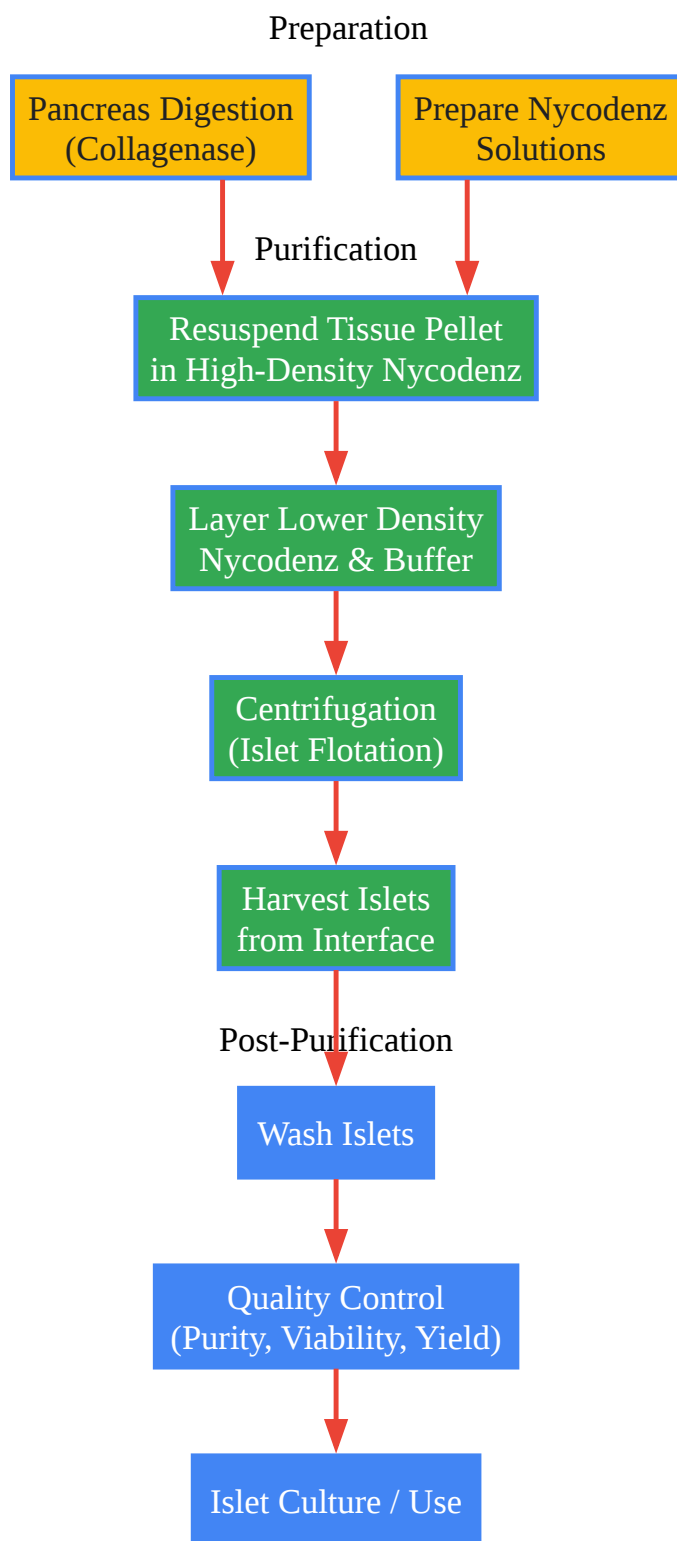 Preparation
Pancreas Digestion
(Collagenase)
Prepare Nycodenz
Solutions
Purification
Resuspend Tissue Pellet
in High-Density Nycodenz
Layer Lower Density
Nycodenz & Buffer
Centrifugation
(Islet Flotation)
Harvest Islets
from Interface
Post-Purification
Wash Islets
Quality Control
(Purity, Viability, Yield)
Islet Culture / Use